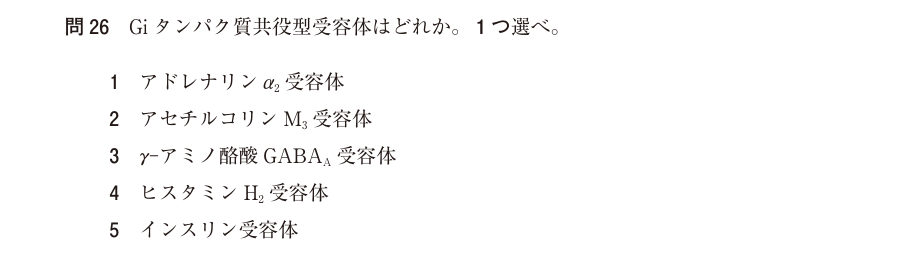 問 26　Gi タンパク質共役型受容体はどれか。1つ選べ。
1　アドレナリン α₂ 受容体
2　アセチルコリン M₃ 受容体
3　γ-アミノ酪酸 GABA_A 受容体
4　ヒスタミン H₂ 受容体
5　インスリン受容体